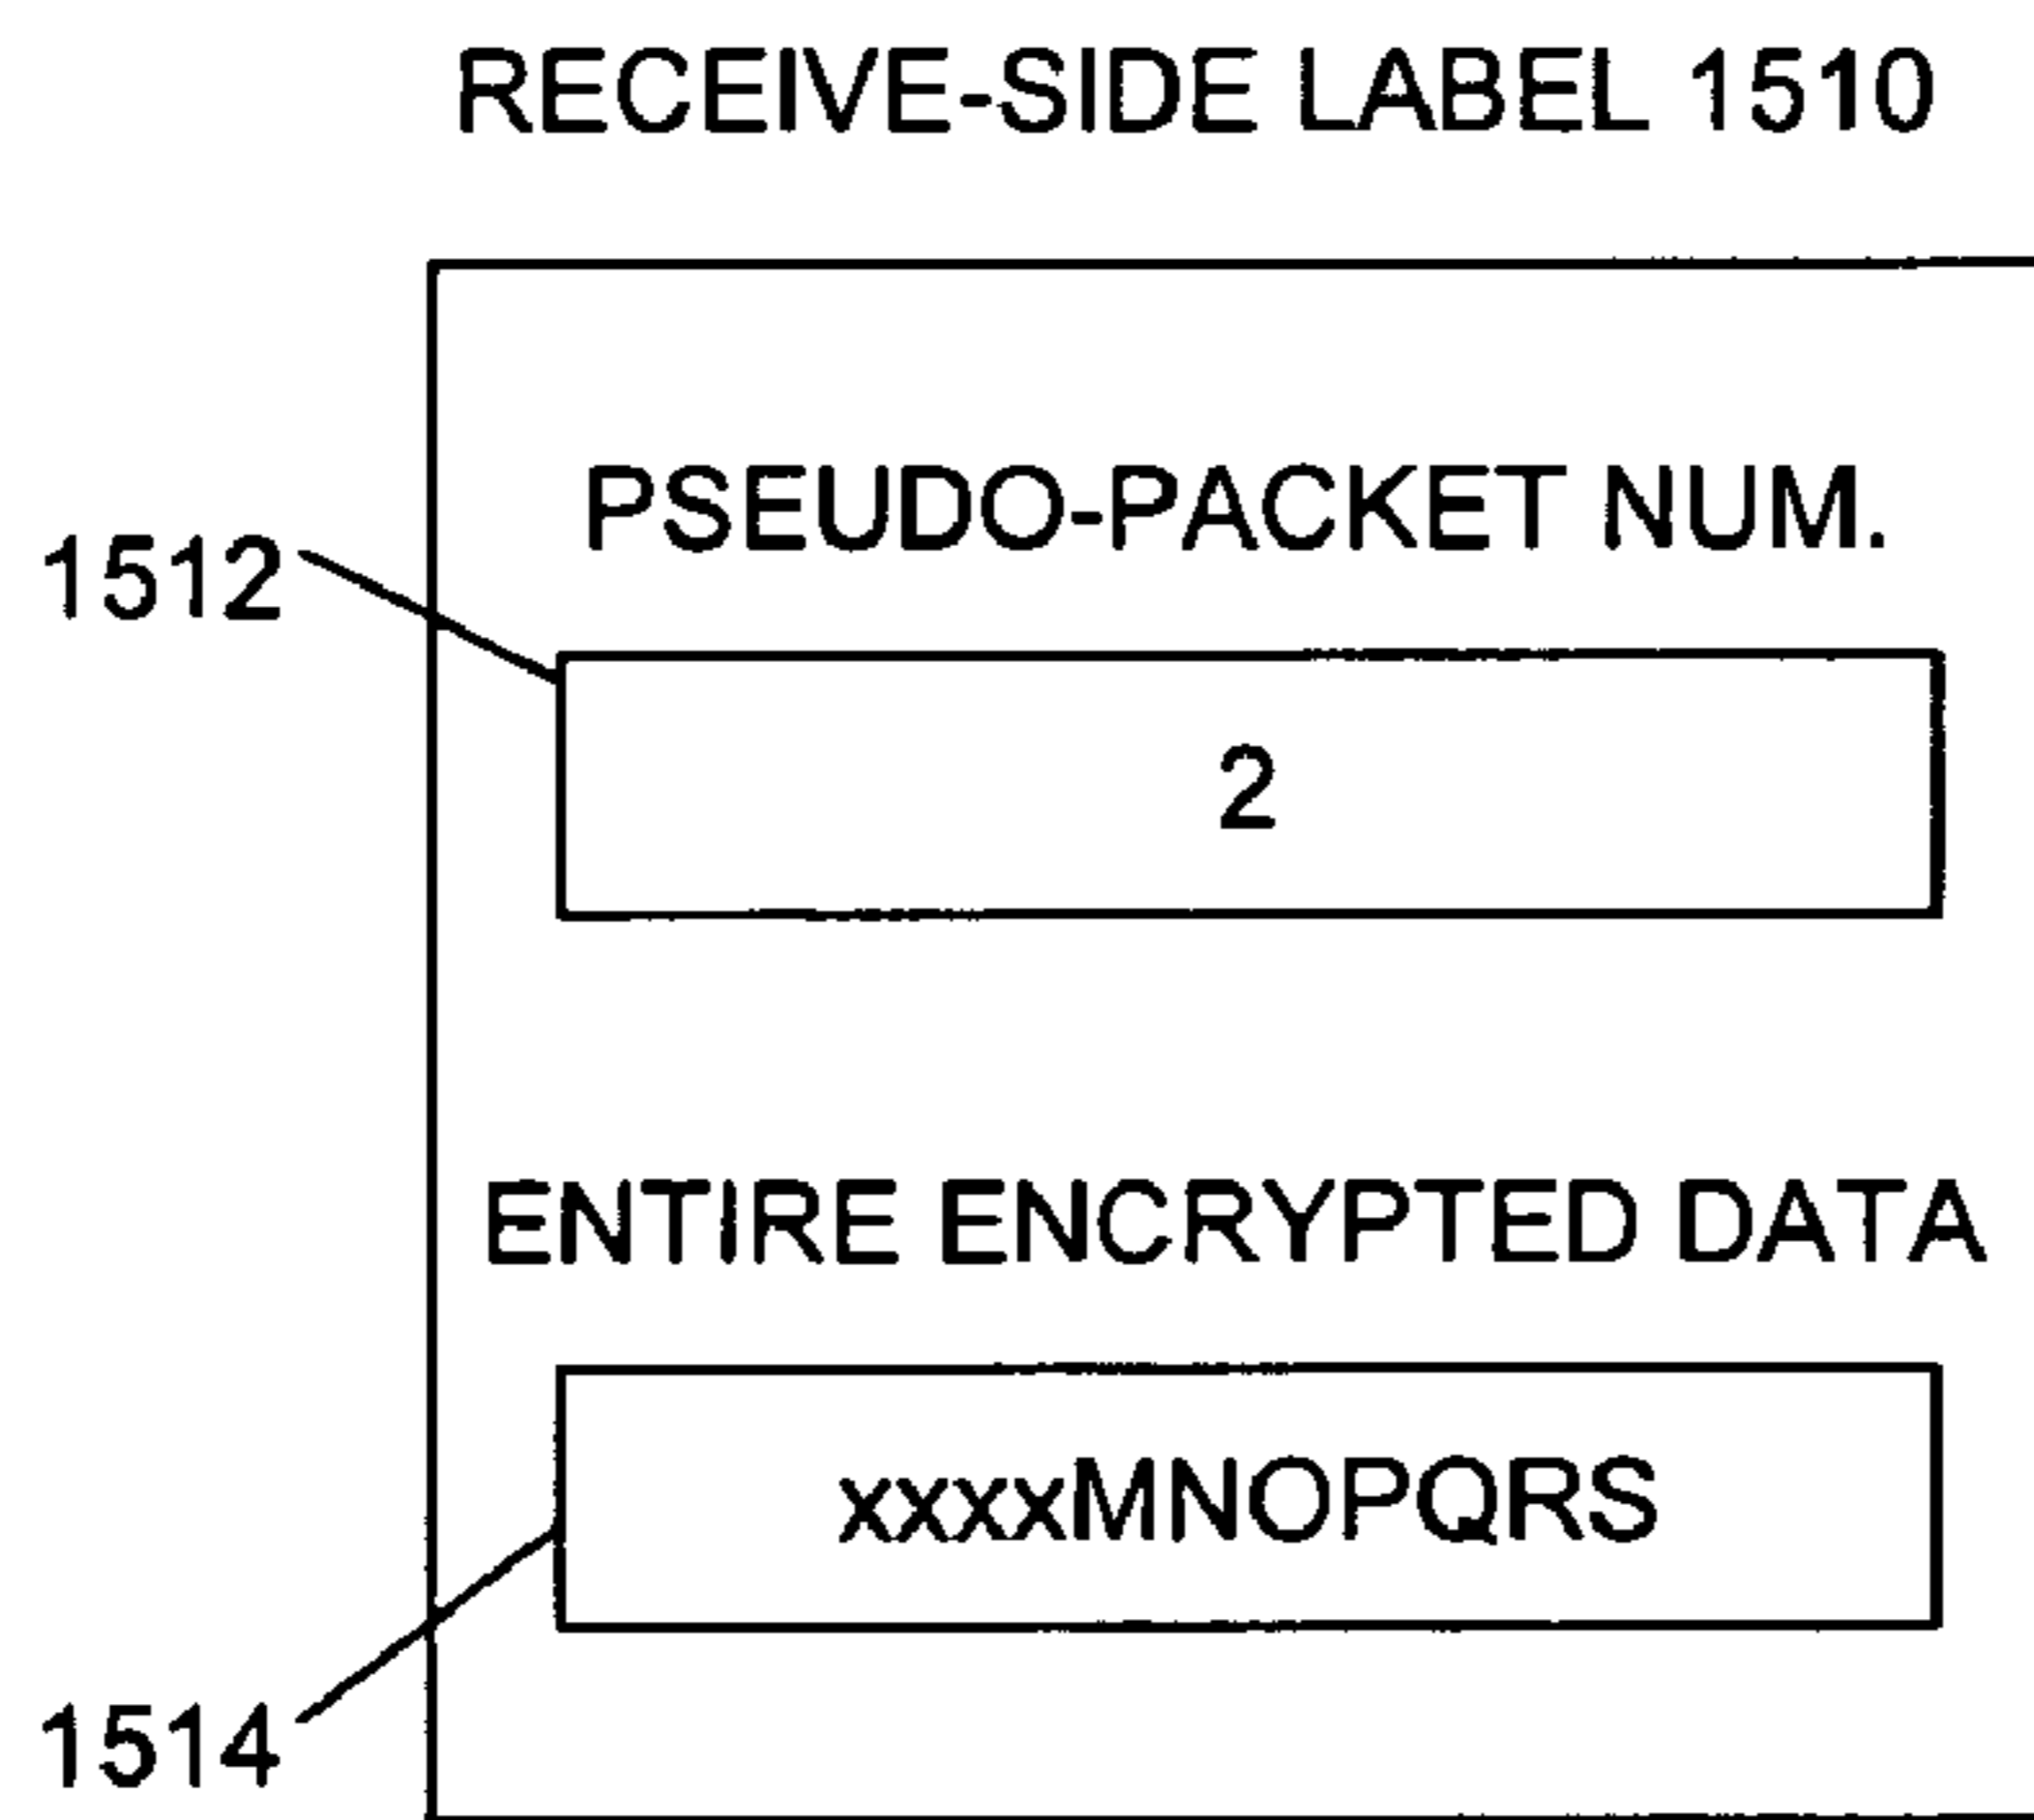 RECEIVE-SIDE LABEL 1510
PSEUDO-PACKET NUM.
1512
2
ENTIRE ENCRYPTED DATA
xxxxMNOPQRS
1514